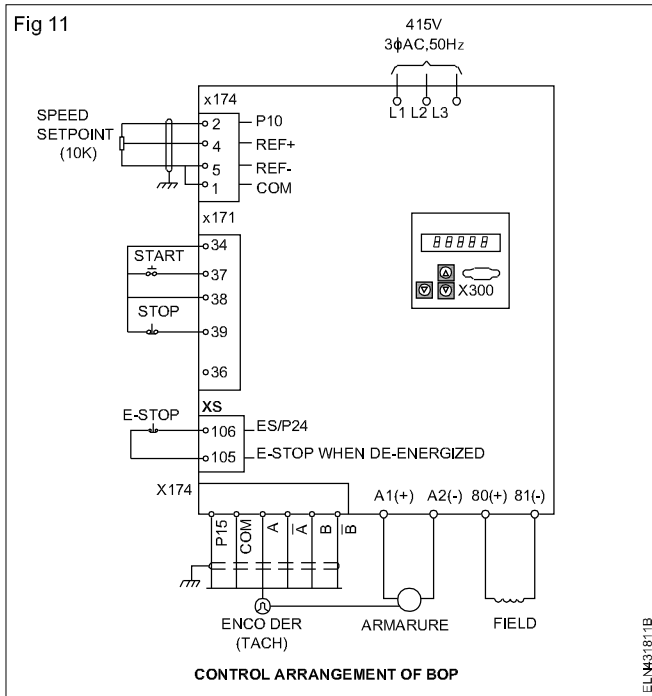 Fig 11
415V
3ϕAC,50Hz
L1 L2 L3
x174
SPEED
SETPOINT
(10K)
2 P10
4 REF+
5 REF-
1 COM
x171
34
START
37
38
STOP
39
36
88888
X300
XS
E-STOP
106 ES/P24
105 E-STOP WHEN DE-ENERGIZED
X174
P15
COM
A
A̅
B
B̅
A1(+) A2(-) 80(+) 81(-)
ENCO DER
(TACH)
ARMARURE
FIELD
CONTROL ARRANGEMENT OF BOP
ELN431811B